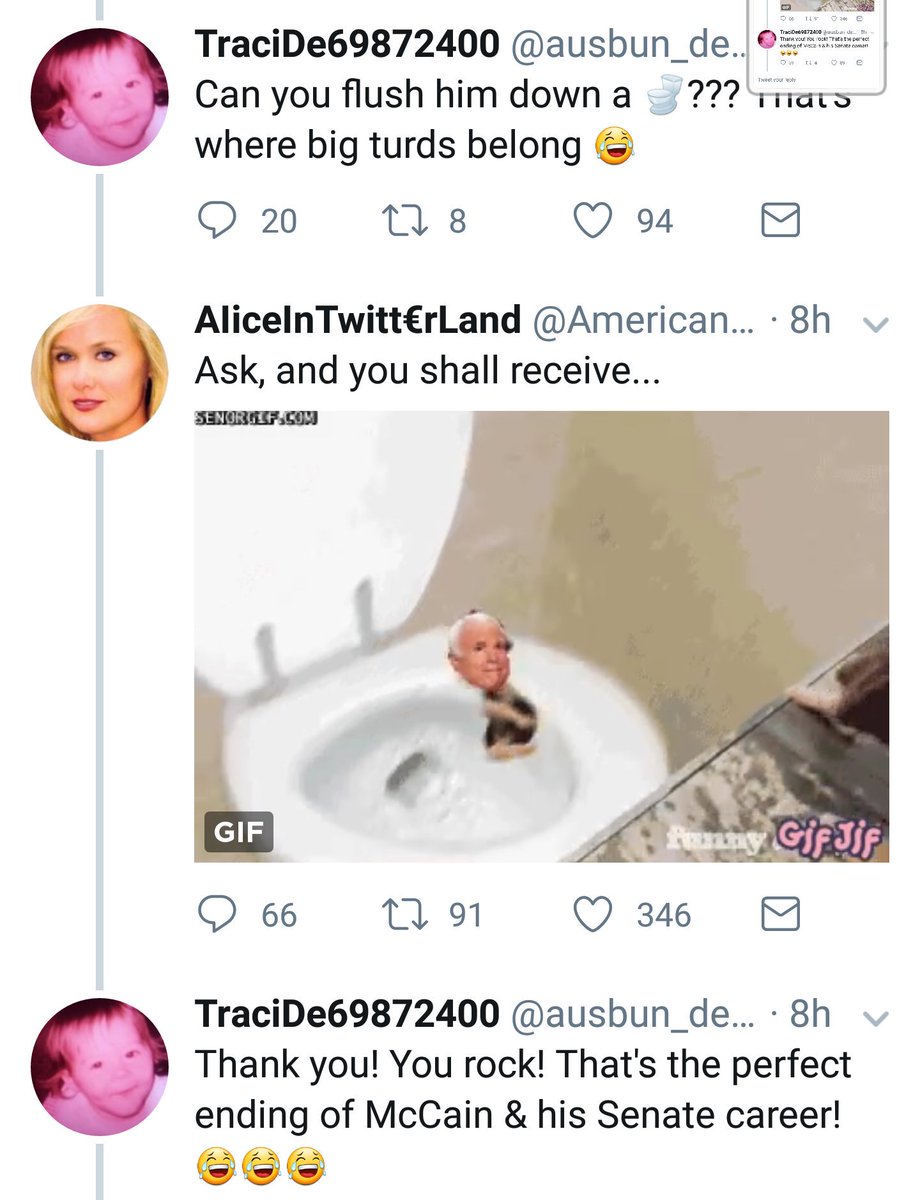 TraciDe69872400 @ausbun_de..
Can you flush him down a 🚽??? That's
where big turds belong 😂
20 8 94
TraciDe69872400
Thank you! You rock! That's the perfect
ending of McCain & his Senate career!
😂😂😂
Tweet your reply
AliceInTwitt€rLand @American... · 8h
Ask, and you shall receive...
SENORGIF.COM
GIF
funny GifJif
66 91 346
TraciDe69872400 @ausbun_de... · 8h
Thank you! You rock! That's the perfect
ending of McCain & his Senate career!
😂😂😂